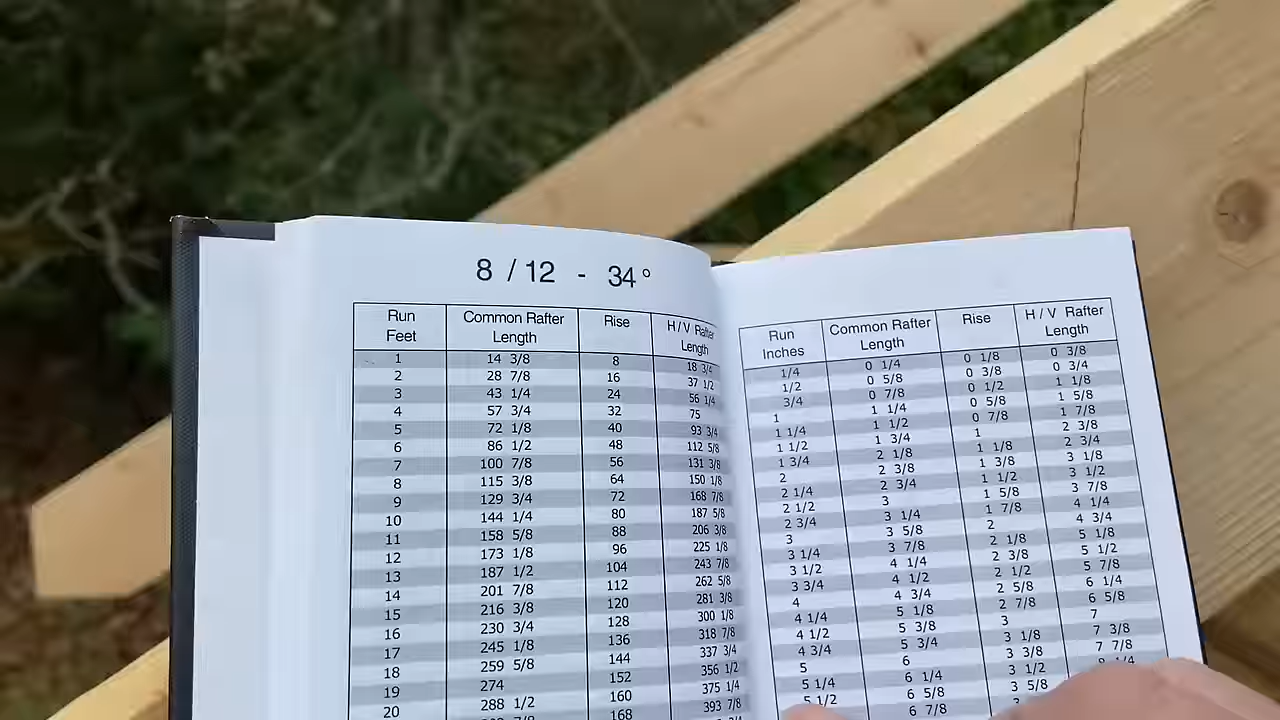 8 / 12 - 34°
Run Feet Common Rafter Length Rise H / V Rafter Length
1 14 3/8 8 18 3/4
2 28 7/8 16 37 1/2
3 43 1/4 24 56 1/4
4 57 3/4 32 75
5 72 1/8 40 93 3/4
6 86 1/2 48 112 5/8
7 100 7/8 56 131 3/8
8 115 3/8 64 150 1/8
9 129 3/4 72 168 7/8
10 144 1/4 80 187 5/8
11 158 5/8 88 206 3/8
12 173 1/8 96 225 1/8
13 187 1/2 104 243 7/8
14 201 7/8 112 262 5/8
15 216 3/8 120 281 3/8
16 230 3/4 128 300 1/8
17 245 1/8 136 318 7/8
18 259 5/8 144 337 3/4
19 274 152 356 1/2
20 288 1/2 160 375 1/4
168 393 7/8
Run Inches Common Rafter Length Rise H / V Rafter Length
1/4 0 1/4 0 1/8 0 3/8
1/2 0 5/8 0 3/8 0 3/4
3/4 0 7/8 0 1/2 1 1/8
1 1 1/4 0 5/8 1 5/8
1 1/4 1 1/2 0 7/8 1 7/8
1 1/2 1 3/4 1 2 3/8
1 3/4 2 1/8 1 1/8 2 3/4
2 2 3/8 1 3/8 3 1/8
2 1/4 2 3/4 1 1/2 3 1/2
2 1/2 3 1 5/8 3 7/8
2 3/4 3 1/4 1 7/8 4 1/4
3 3 5/8 2 4 3/4
3 1/4 3 7/8 2 1/8 5 1/8
3 1/2 4 1/4 2 3/8 5 1/2
3 3/4 4 1/2 2 1/2 5 7/8
4 4 3/4 2 5/8 6 1/4
4 1/4 5 1/8 2 7/8 6 5/8
4 1/2 5 3/8 3 7
4 3/4 5 3/4 3 1/8 7 3/8
5 6 3 3/8 7 7/8
5 1/4 6 1/4 3 1/2 8 1/4
5 1/2 6 5/8 3 5/8
6 7/8